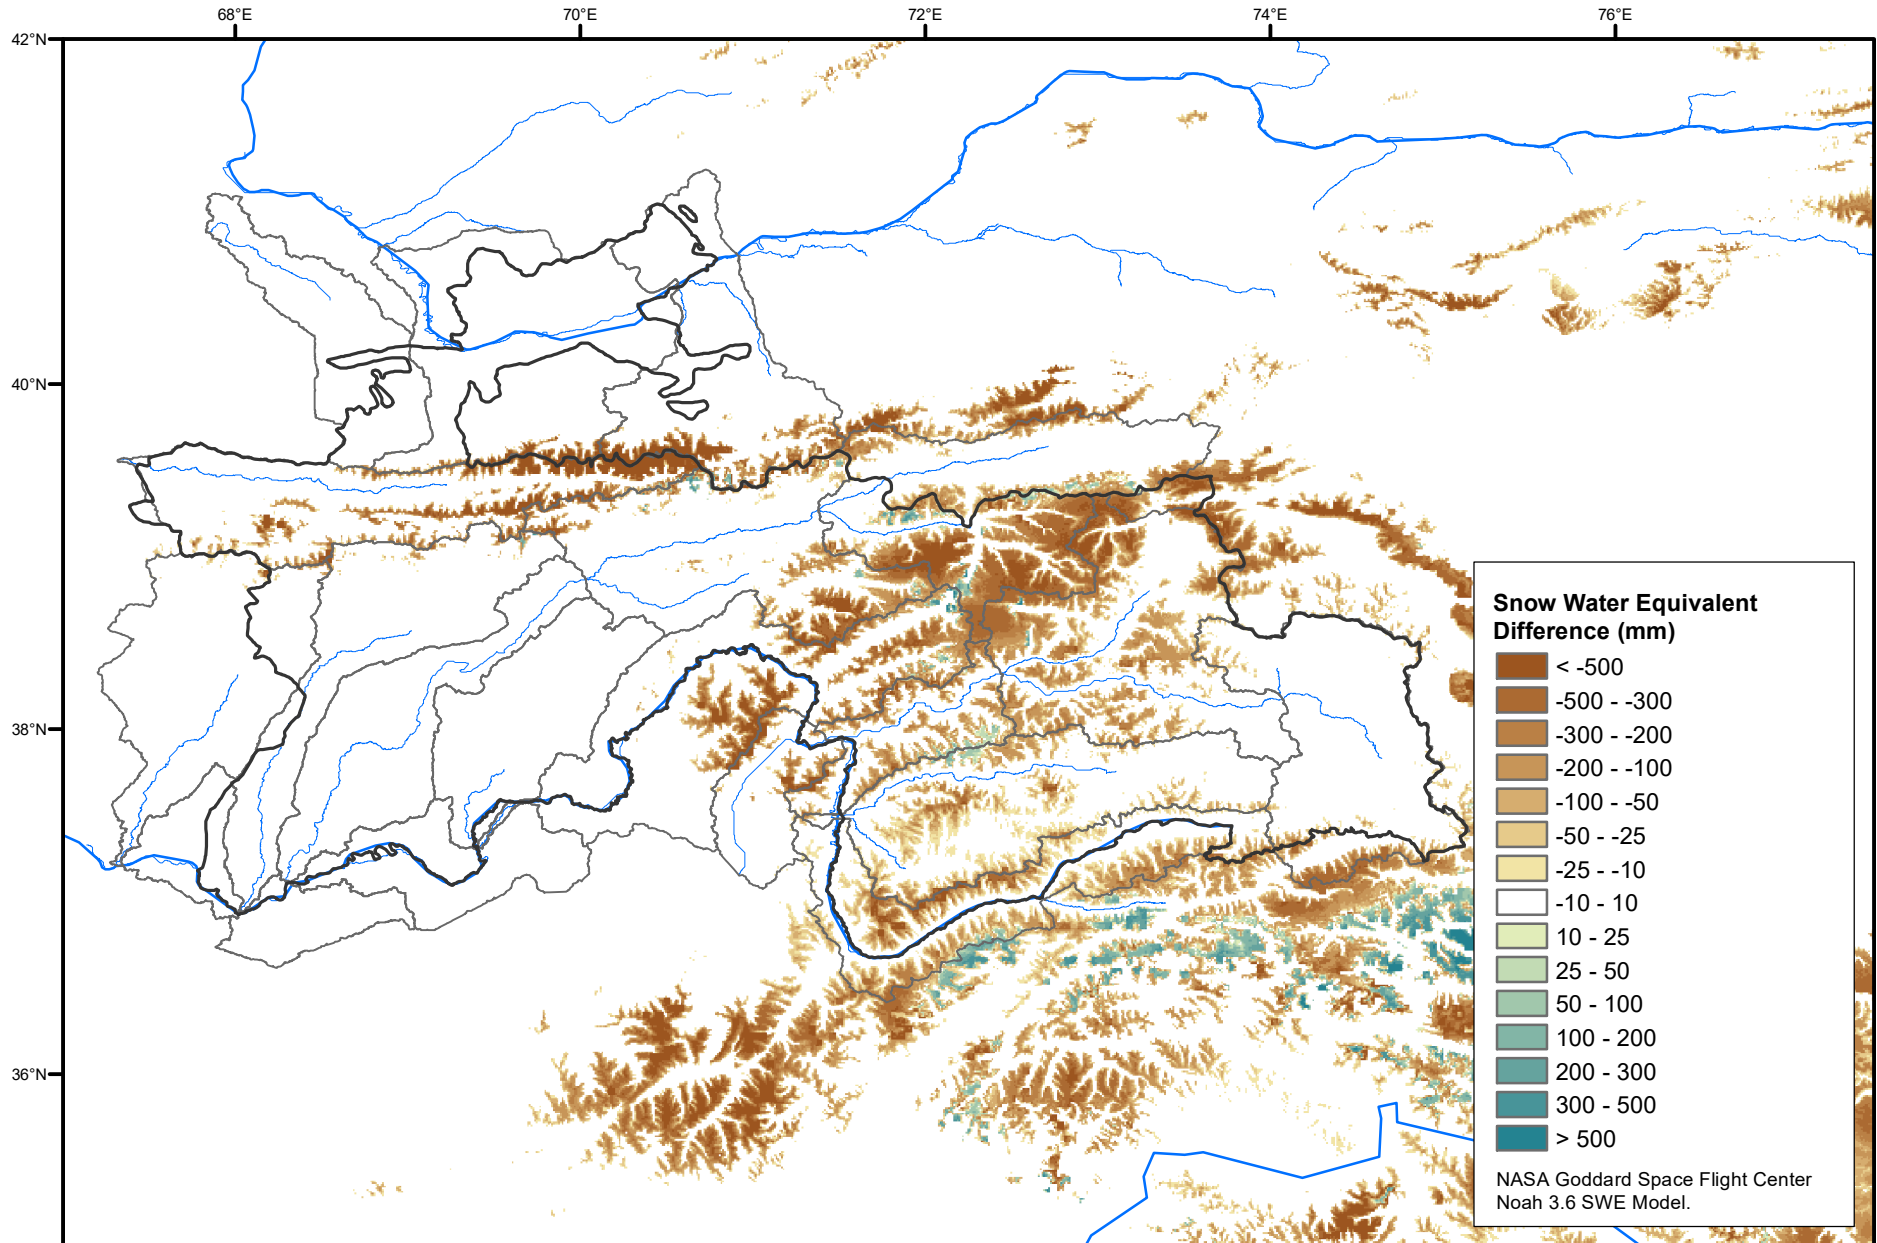 68°E 70°E 72°E 74°E 76°E
42°N
40°N
38°N
36°N
Snow Water Equivalent
Difference (mm)
< -500
-500 - -300
-300 - -200
-200 - -100
-100 - -50
-50 - -25
-25 - -10
-10 - 10
10 - 25
25 - 50
50 - 100
100 - 200
200 - 300
300 - 500
> 500
NASA Goddard Space Flight Center
Noah 3.6 SWE Model.